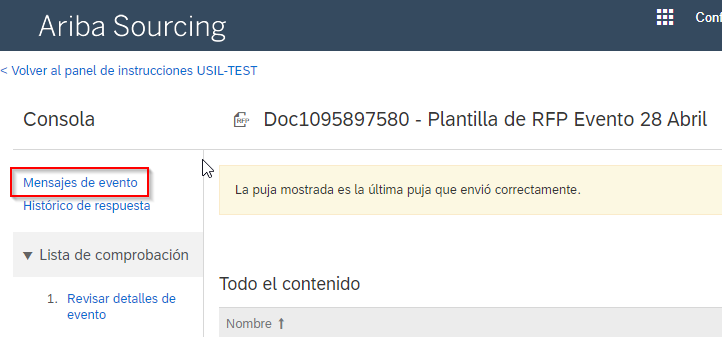 Ariba Sourcing
Conf
< Volver al panel de instrucciones USIL-TEST
Consola
RFP
Doc1095897580 - Plantilla de RFP Evento 28 Abril
Mensajes de evento
Histórico de respuesta
La puja mostrada es la última puja que envió correctamente.
▼ Lista de comprobación
1. Revisar detalles de
evento
Todo el contenido
Nombre ↑